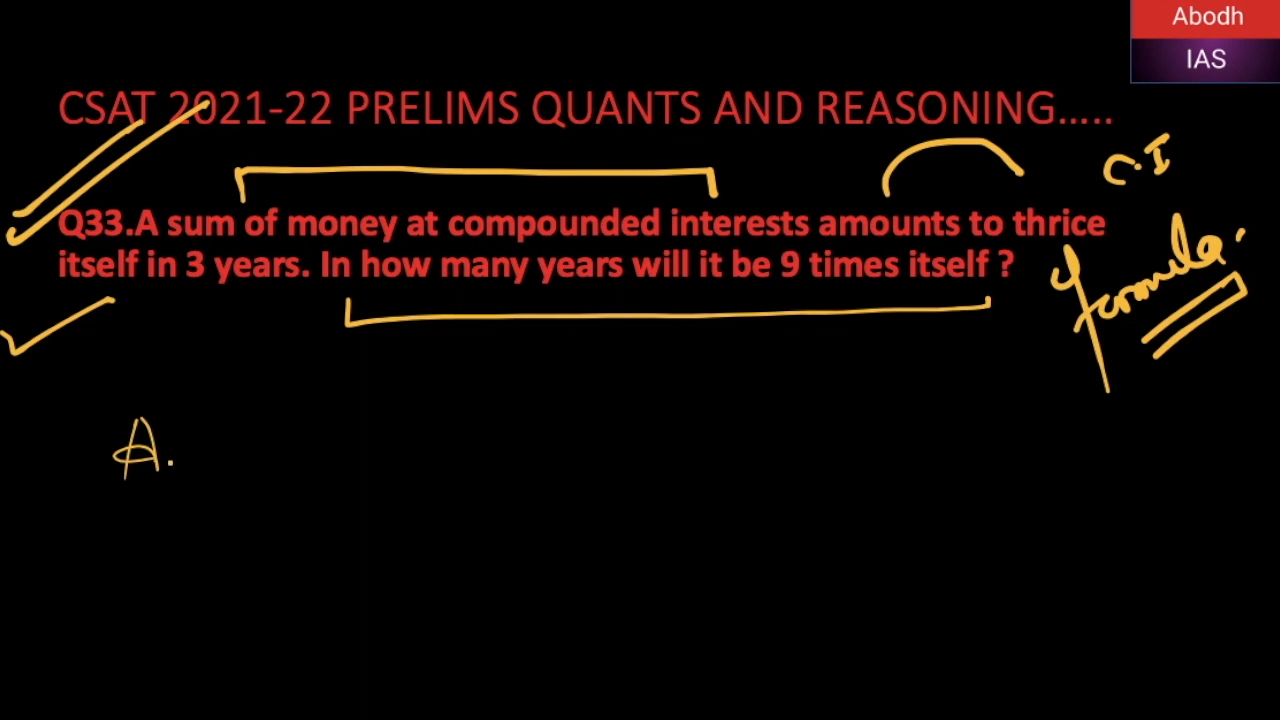 Abodh
IAS
CSAT 2021-22 PRELIMS QUANTS AND REASONING.....
C.I
Q33.A sum of money at compounded interests amounts to thrice
itself in 3 years. In how many years will it be 9 times itself ?
formula
A.